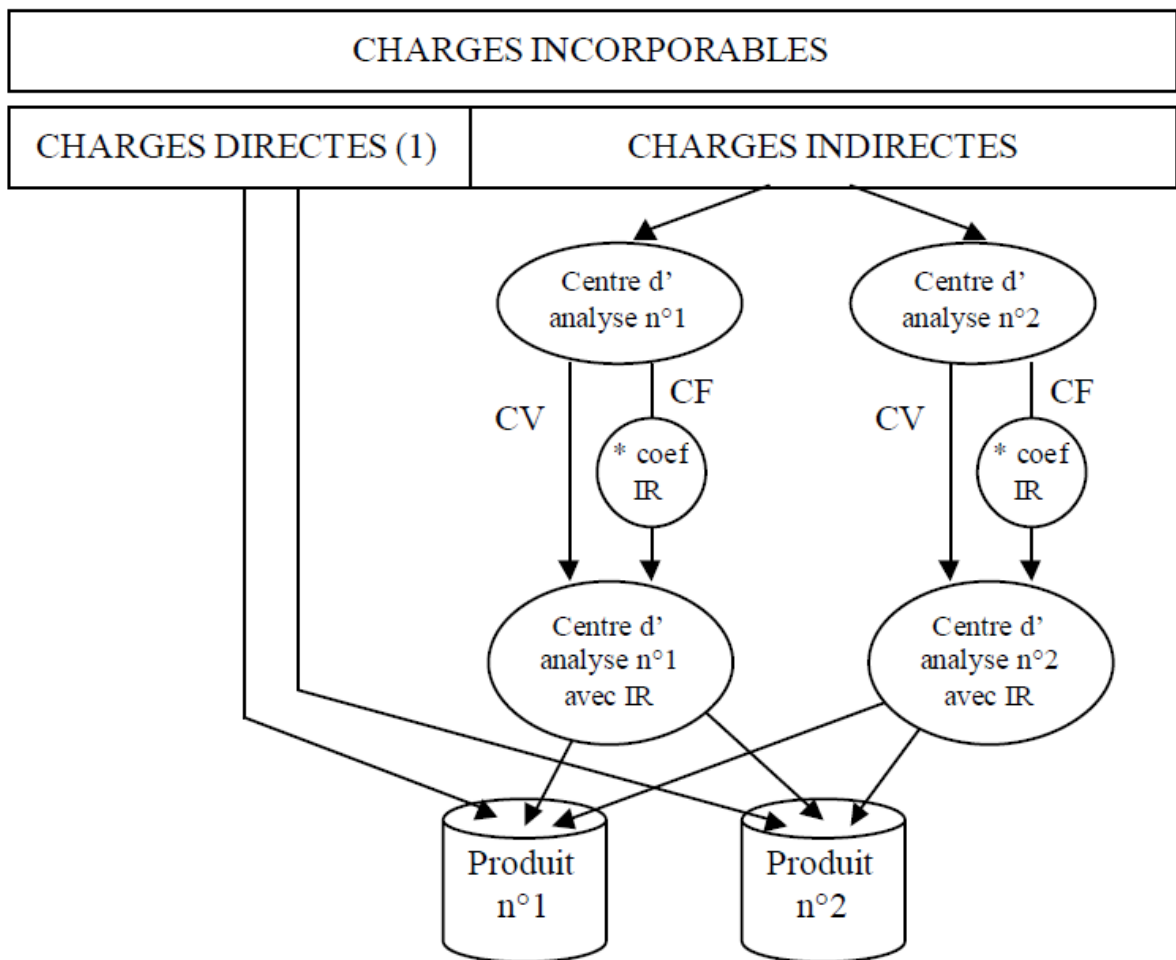 CHARGES INCORPORABLES
CHARGES DIRECTES (1)
CHARGES INDIRECTES
Centre d'
analyse n°1
Centre d'
analyse n°2
CV
CF
CV
CF
* coef
IR
* coef
IR
Centre d'
analyse n°1
avec IR
Centre d'
analyse n°2
avec IR
Produit
n°1
Produit
n°2